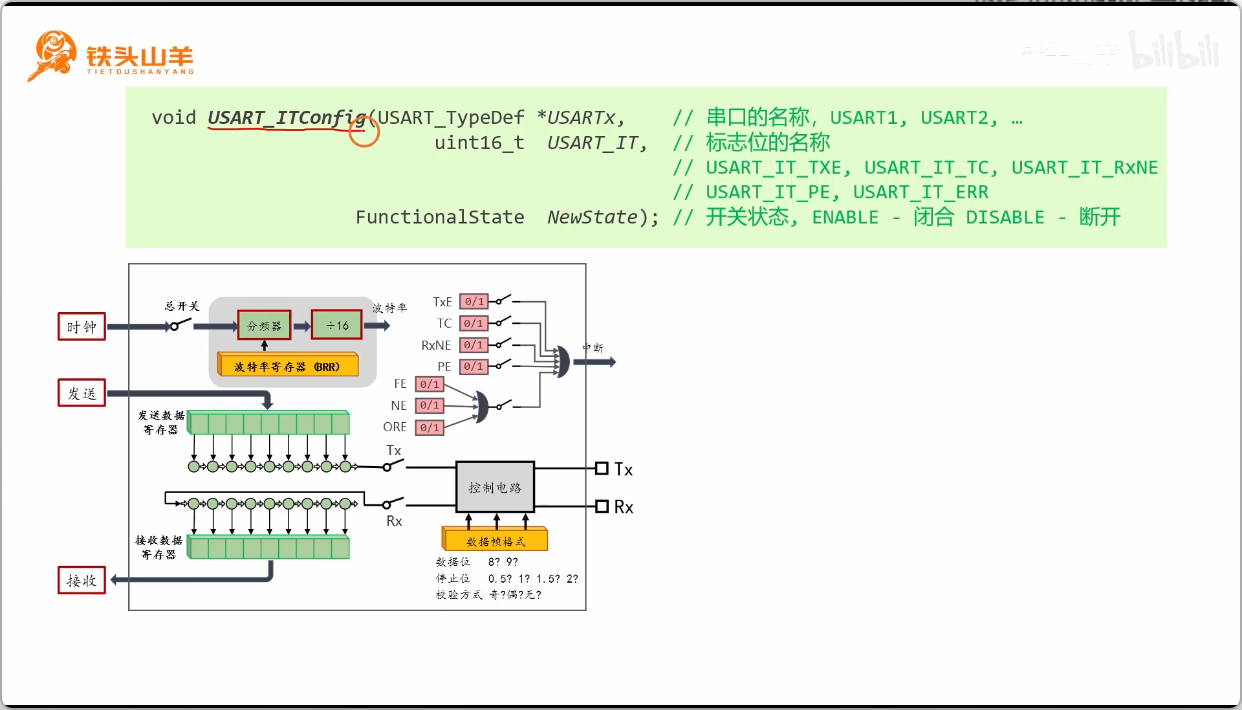 铁头山羊
TIETOUSHANYANG
bilibili
void USART_ITConfig(USART_TypeDef *USARTx, // 串口的名称, USART1, USART2, …
uint16_t USART_IT, // 标志位的名称
// USART_IT_TXE, USART_IT_TC, USART_IT_RxNE
// USART_IT_PE, USART_IT_ERR
FunctionalState NewState); // 开关状态, ENABLE - 闭合 DISABLE - 断开
时钟
总开关
分频器
÷16
波特率
波特率寄存器 (BRR)
TxE 0/1
TC 0/1
RxNE 0/1
PE 0/1
FE 0/1
NE 0/1
ORE 0/1
中断
发送
发送数据
寄存器
Tx
控制电路
Tx
Rx
Rx
接收数据
寄存器
接收
数据帧格式
数据位 8? 9?
停止位 0.5? 1? 1.5? 2?
校验方式 奇?偶?无?